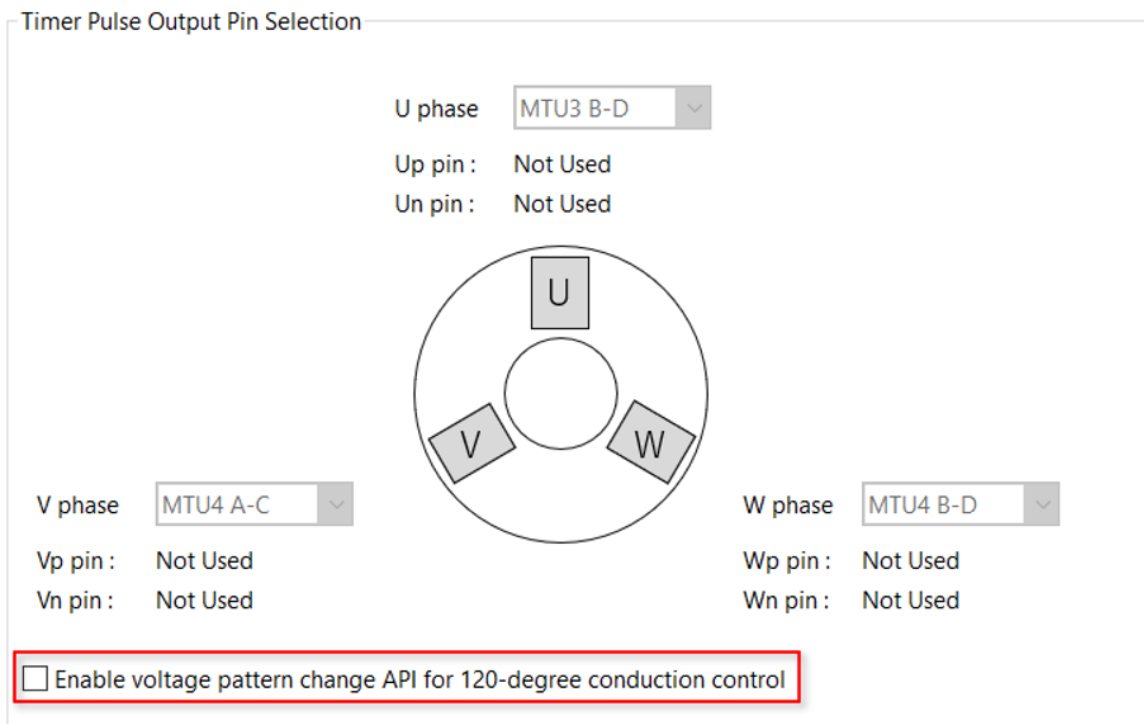 Timer Pulse Output Pin Selection
U phase MTU3 B-D
Up pin : Not Used
Un pin : Not Used
U
V W
V phase MTU4 A-C W phase MTU4 B-D
Vp pin : Not Used Wp pin : Not Used
Vn pin : Not Used Wn pin : Not Used
Enable voltage pattern change API for 120-degree conduction control